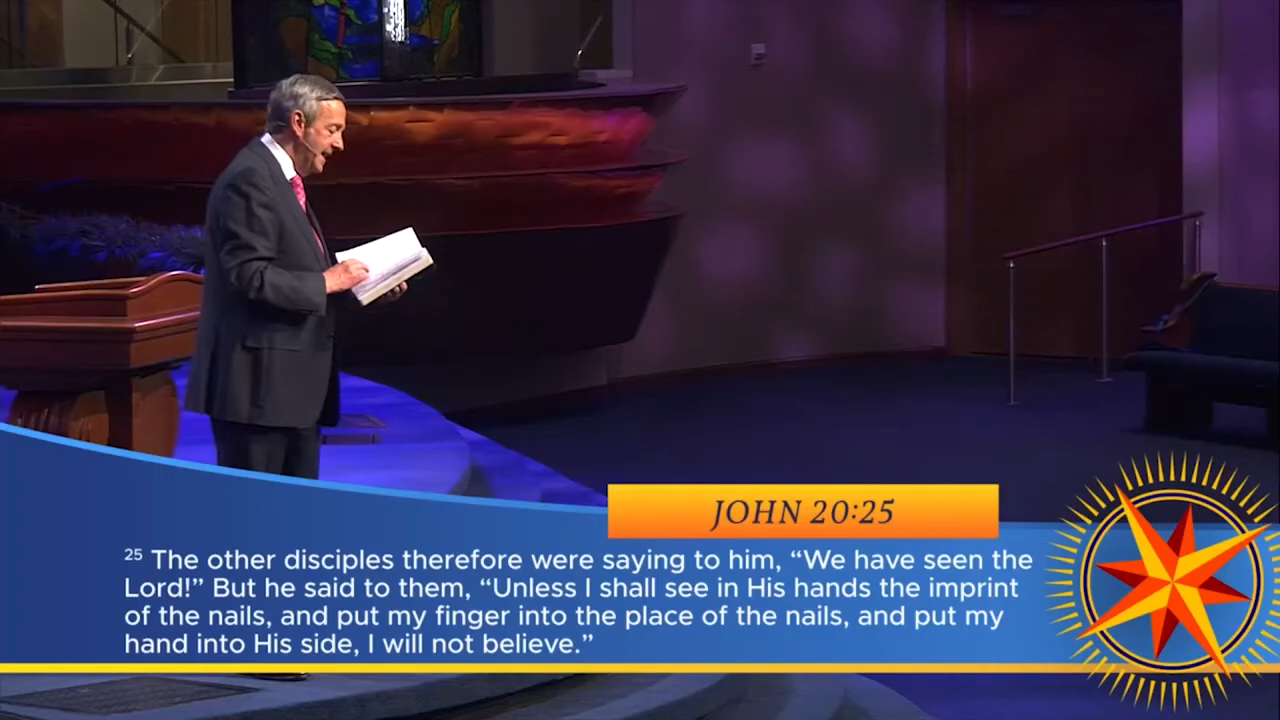 JOHN 20:25
25 The other disciples therefore were saying to him, “We have seen the
Lord!” But he said to them, “Unless I shall see in His hands the imprint
of the nails, and put my finger into the place of the nails, and put my
hand into His side, I will not believe.”